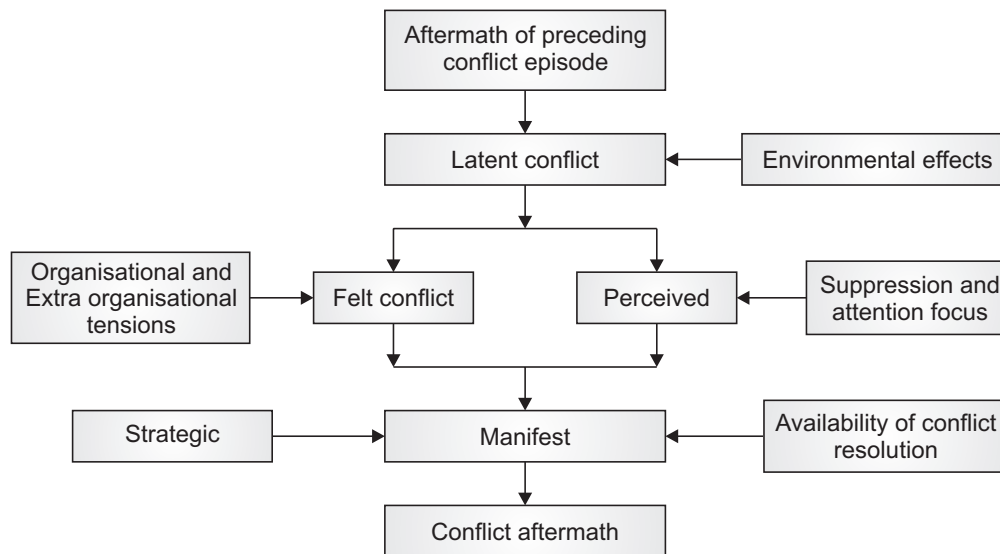 Aftermath of preceding
conflict episode
Latent conflict
Environmental effects
Organisational and
Extra organisational
tensions
Felt conflict
Perceived
Suppression and
attention focus
Strategic
Manifest
Availability of conflict
resolution
Conflict aftermath